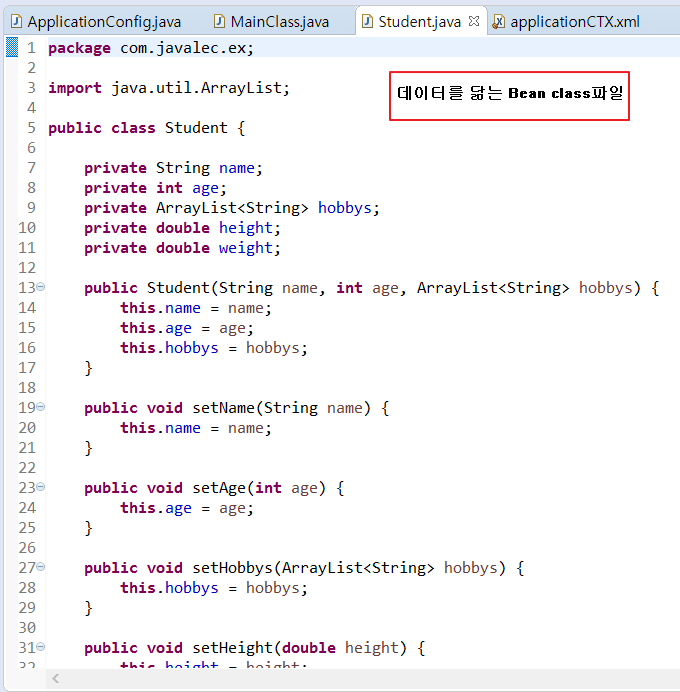 ApplicationConfig.java MainClass.java Student.java applicationCTX.xml
1 package com.javalec.ex;
2
3 import java.util.ArrayList;
데이터를 닮는 Bean class파일
4
5 public class Student {
6
7 private String name;
8 private int age;
9 private ArrayList<String> hobbys;
10 private double height;
11 private double weight;
12
13 public Student(String name, int age, ArrayList<String> hobbys) {
14 this.name = name;
15 this.age = age;
16 this.hobbys = hobbys;
17 }
18
19 public void setName(String name) {
20 this.name = name;
21 }
22
23 public void setAge(int age) {
24 this.age = age;
25 }
26
27 public void setHobbys(ArrayList<String> hobbys) {
28 this.hobbys = hobbys;
29 }
30
31 public void setHeight(double height) {
32 this.height = height;